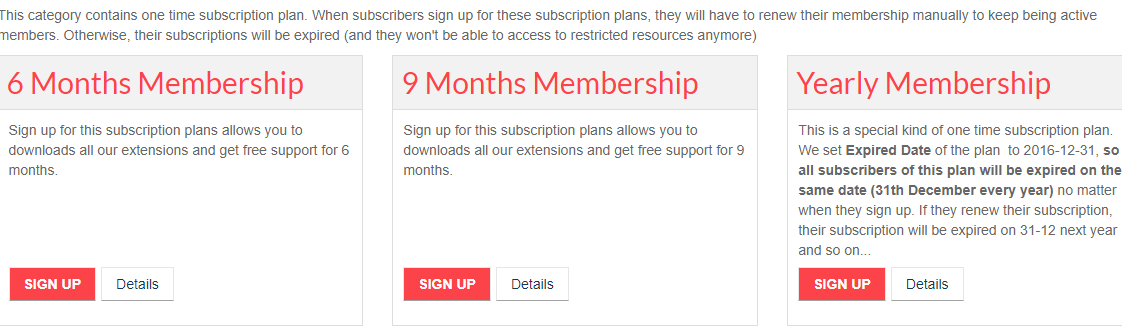 This category contains one time subscription plan. When subscribers sign up for these subscription plans, they will have to renew their membership manually to keep being active
members. Otherwise, their subscriptions will be expired (and they won't be able to access to restricted resources anymore)
6 Months Membership
Sign up for this subscription plans allows you to
downloads all our extensions and get free support for 6
months.
SIGN UP
Details
9 Months Membership
Sign up for this subscription plans allows you to
downloads all our extensions and get free support for 9
months.
SIGN UP
Details
Yearly Membership
This is a special kind of one time subscription plan.
We set Expired Date of the plan to 2016-12-31, so
all subscribers of this plan will be expired on the
same date (31th December every year) no matter
when they sign up. If they renew their subscription,
their subscription will be expired on 31-12 next year
and so on...
SIGN UP
Details